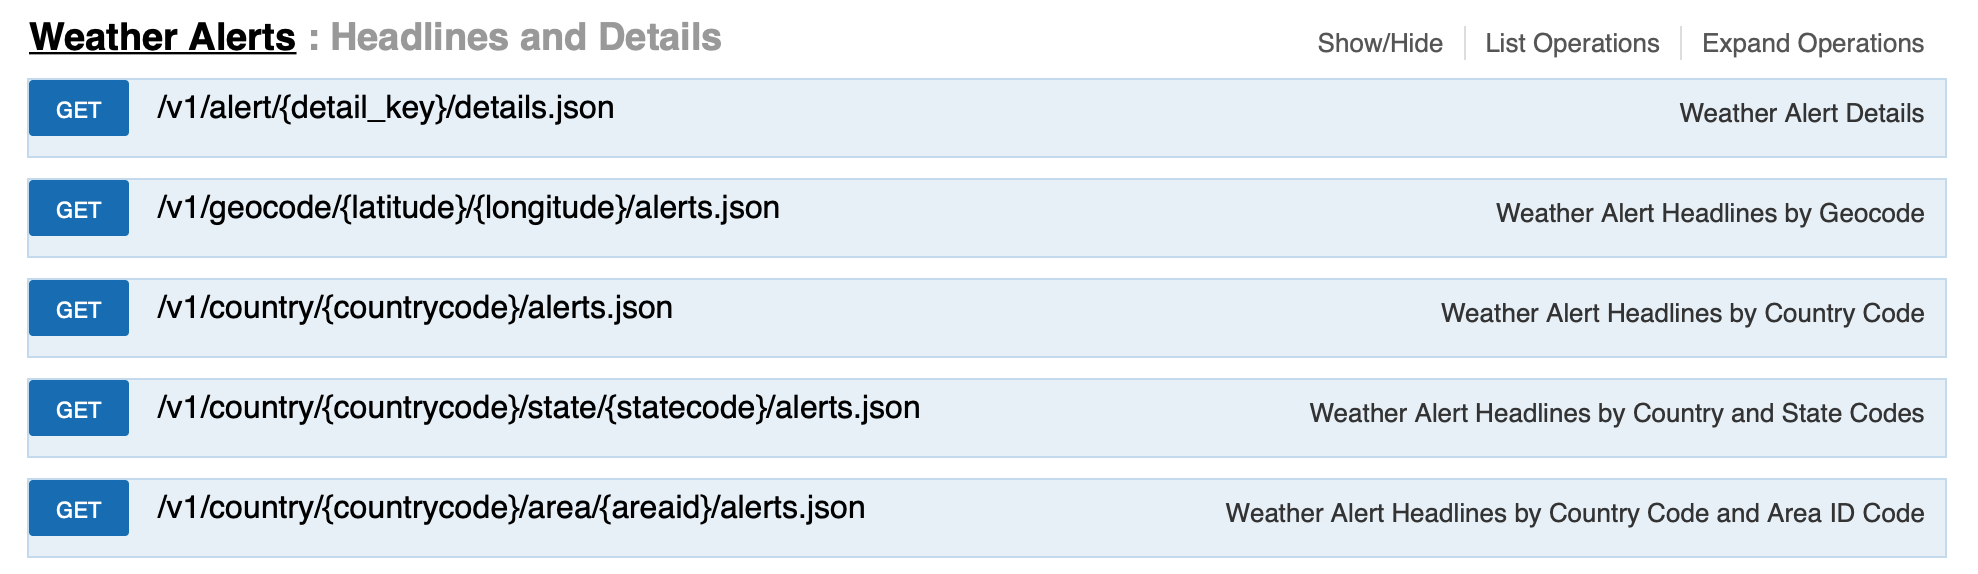 Weather Alerts : Headlines and Details
Show/Hide
List Operations
Expand Operations
GET /v1/alert/{detail_key}/details.json Weather Alert Details
GET /v1/geocode/{latitude}/{longitude}/alerts.json Weather Alert Headlines by Geocode
GET /v1/country/{countrycode}/alerts.json Weather Alert Headlines by Country Code
GET /v1/country/{countrycode}/state/{statecode}/alerts.json Weather Alert Headlines by Country and State Codes
GET /v1/country/{countrycode}/area/{areaid}/alerts.json Weather Alert Headlines by Country Code and Area ID Code